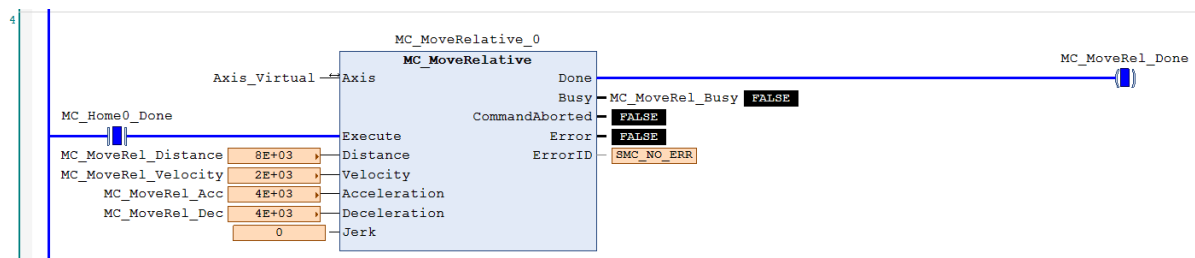 4
MC_MoveRelative_0
MC_MoveRelative
MC_MoveRel_Done
Axis_Virtual Axis Done
Busy MC_MoveRel_Busy FALSE
MC_Home0_Done CommandAborted FALSE
Execute Error FALSE
MC_MoveRel_Distance 8E+03 Distance ErrorID SMC_NO_ERR
MC_MoveRel_Velocity 2E+03 Velocity
MC_MoveRel_Acc 4E+03 Acceleration
MC_MoveRel_Dec 4E+03 Deceleration
0 Jerk